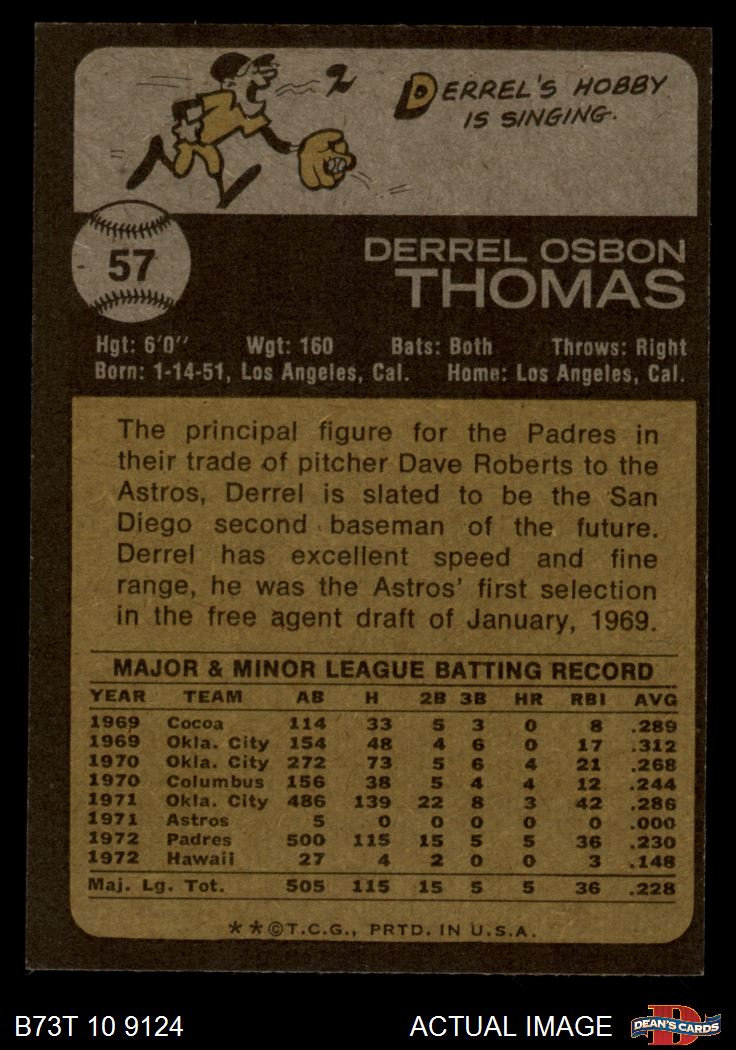 DERREL'S HOBBY
IS SINGING.
57
DERREL OSBON
THOMAS
Hgt: 6'0" Wgt: 160 Bats: Both Throws: Right
Born: 1-14-51, Los Angeles, Cal. Home: Los Angeles, Cal.
The principal figure for the Padres in
their trade of pitcher Dave Roberts to the
Astros, Derrel is slated to be the San
Diego second baseman of the future.
Derrel has excellent speed and fine
range, he was the Astros' first selection
in the free agent draft of January, 1969.
MAJOR & MINOR LEAGUE BATTING RECORD
YEAR TEAM AB H 2B 3B HR RBI AVG
1969 Cocoa 114 33 5 3 0 8 .289
1969 Okla. City 154 48 4 6 0 17 .312
1970 Okla. City 272 73 5 6 4 21 .268
1970 Columbus 156 38 5 4 4 12 .244
1971 Okla. City 486 139 22 8 3 42 .286
1971 Astros 5 0 0 0 0 0 .000
1972 Padres 500 115 15 5 5 36 .230
1972 Hawaii 27 4 2 0 0 3 .148
Maj. Lg. Tot. 505 115 15 5 5 36 .228
**©T.C.G., PRTD. IN U.S.A.
B73T 10 9124 ACTUAL IMAGE DEAN'S CARDS